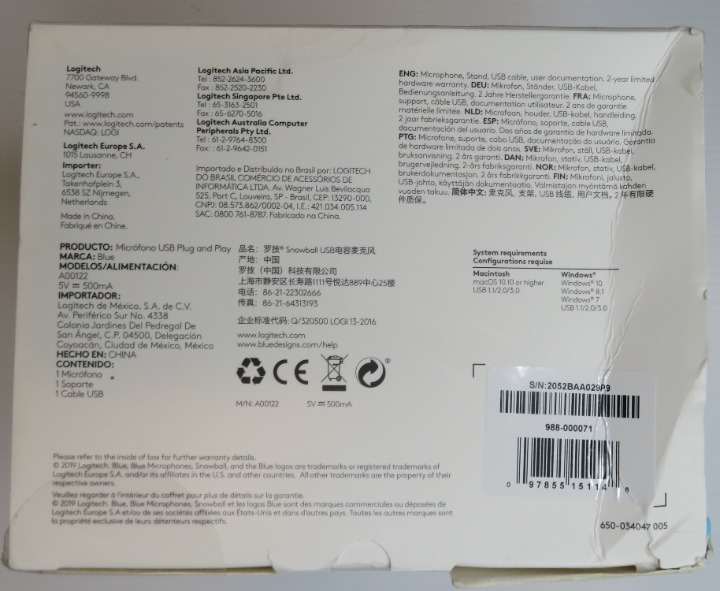 Logitech
7700 Gateway Blvd.
Newark, CA
94560-9998
USA
www.logitech.com
Pat.: www.logitech.com/patents
NASDAQ: LOGI
Logitech Europe S.A.
1015 Lausanne, CH
Importer:
Logitech Europe S.A.,
Takenhofplein 3,
6538 SZ Nijmegen,
Netherlands
Made in China.
Fabriqué en Chine.
Logitech Asia Pacific Ltd.
Tel : 852-2624-3600
Fax : 852-2520-2230
Logitech Singapore Pte Ltd.
Tel : 65-3163-2501
Fax : 65-6270-5016
Logitech Australia Computer
Peripherals Pty Ltd.
Tel : 61-2-9764-8300
Fax : 61-2-9642-0151
Importado e Distribuído no Brasil por: LOGITECH
DO BRASIL COMÉRCIO DE ACESSÓRIOS DE
INFORMÁTICA LTDA. Av. Wagner Luis Bevilacqua
525, Port C, Louveira, SP - Brasil, CEP: 13290-000,
CNPJ: 08.573.862/0002-04, I.E.: 421.034.005.114
SAC: 0800 761-8787. Fabricado na China.
ENG: Microphone, Stand, USB cable, user documentation. 2-year limited
hardware warranty. DEU: Mikrofon, Ständer, USB-Kabel,
Bedienungsanleitung. 2 Jahre Herstellergarantie. FRA: Microphone,
support, câble USB, documentation utilisateur. 2 ans de garantie
matérielle limitée. NLD: Microfoon, houder, USB-kabel, handleiding.
2 jaar fabrieksgarantie. ESP: Micrófono, soporte, cable USB,
documentación del usuario. Dos años de garantía de hardware limitada.
PTG: Microfone, suporte, cabo USB, documentação do usuário. Garantia
de hardware limitada de dois anos. SVE: Mikrofon, ställ, USB-kabel,
bruksanvisning. 2 års garanti. DAN: Mikrofon, stativ, USB-kabel,
brugervejledning. 2-års fabriksgaranti. NOR: Mikrofon, stativ, USB-kabel,
brukerdokumentasjon. 2 års fabrikkgaranti. FIN: Mikrofoni, jalusta,
USB-johto, käyttäjän dokumentaatio. Valmistajan myöntämä kahden
vuoden takuu. 简体中文: 麦克风, 支架, USB 线缆, 用户文档。2 年有限硬
件质保。
PRODUCTO: Micrófono USB Plug and Play
MARCA: Blue
MODELOS/ALIMENTACIÓN:
A00122
5V ⎓ 500mA
IMPORTADOR:
Logitech de México, S.A. de C.V.
Av. Periférico Sur No. 4338
Colonia Jardines Del Pedregal De
San Ángel, C.P. 04500, Delegación
Coyoacán, Ciudad de México, México
HECHO EN: CHINA
CONTENIDO:
1 Micrófono
1 Soporte
1 Cable USB
品名: 罗技® Snowball USB电容麦克风
产地: 中国
罗技(中国)科技有限公司
上海市静安区长寿路1111号悦达889中心25楼
电话: 86-21-22302666
传真: 86-21-64313193
企业标准代码: Q/320500 LOGI 13-2016
www.logitech.com
www.bluedesigns.com/help
CE
M/N: A00122 5V ⎓ 500mA
System requirements
Configurations requise
Macintosh
macOS 10.10 or higher
USB 1.1/2.0/3.0
Windows®
Windows® 10
Windows® 8.1
Windows® 7
USB 1.1/2.0/3.0
S/N:2052BAA029P9
988-000071
0 97855 15114 8
650-034047 005
Please refer to the inside of box for further warranty details.
© 2019 Logitech. Blue, Blue Microphones, Snowball, and the Blue logos are trademarks or registered trademarks of
Logitech Europe S.A. and/or its affiliates in the U.S. and other countries. All other trademarks are the property of their
respective owners.
Veuillez regarder à l'intérieur du coffret pour plus de détails sur la garantie.
© 2019 Logitech. Blue, Blue Microphones, Snowball et les logos Blue sont des marques commerciales ou déposées de
Logitech Europe S.A et/ou de ses sociétés affiliées aux États-Unis et dans d'autres pays. Toutes les autres marques sont
la propriété exclusive de leurs détenteurs respectifs.